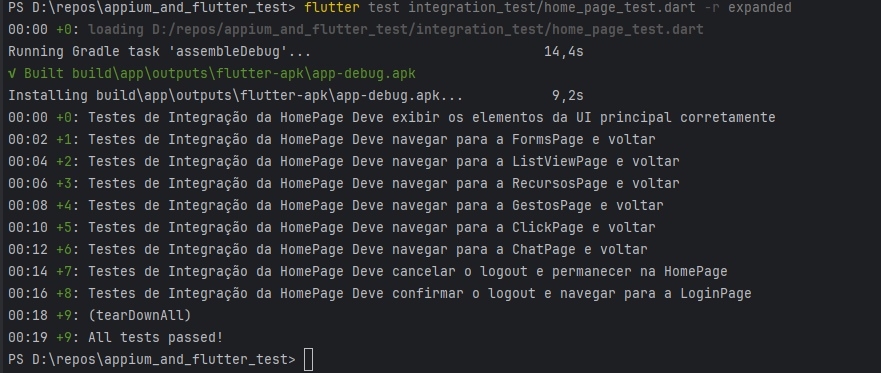 PS D:\repos\appium_and_flutter_test> flutter test integration_test/home_page_test.dart -r expanded
00:00 +0: loading D:/repos/appium_and_flutter_test/integration_test/home_page_test.dart
Running Gradle task 'assembleDebug'... 14,4s
√ Built build\app\outputs\flutter-apk\app-debug.apk
Installing build\app\outputs\flutter-apk\app-debug.apk... 9,2s
00:00 +0: Testes de Integração da HomePage Deve exibir os elementos da UI principal corretamente
00:02 +1: Testes de Integração da HomePage Deve navegar para a FormsPage e voltar
00:04 +2: Testes de Integração da HomePage Deve navegar para a ListViewPage e voltar
00:06 +3: Testes de Integração da HomePage Deve navegar para a RecursosPage e voltar
00:08 +4: Testes de Integração da HomePage Deve navegar para a GestosPage e voltar
00:10 +5: Testes de Integração da HomePage Deve navegar para a ClickPage e voltar
00:12 +6: Testes de Integração da HomePage Deve navegar para a ChatPage e voltar
00:14 +7: Testes de Integração da HomePage Deve cancelar o logout e permanecer na HomePage
00:16 +8: Testes de Integração da HomePage Deve confirmar o logout e navegar para a LoginPage
00:18 +9: (tearDownAll)
00:19 +9: All tests passed!
PS D:\repos\appium_and_flutter_test>